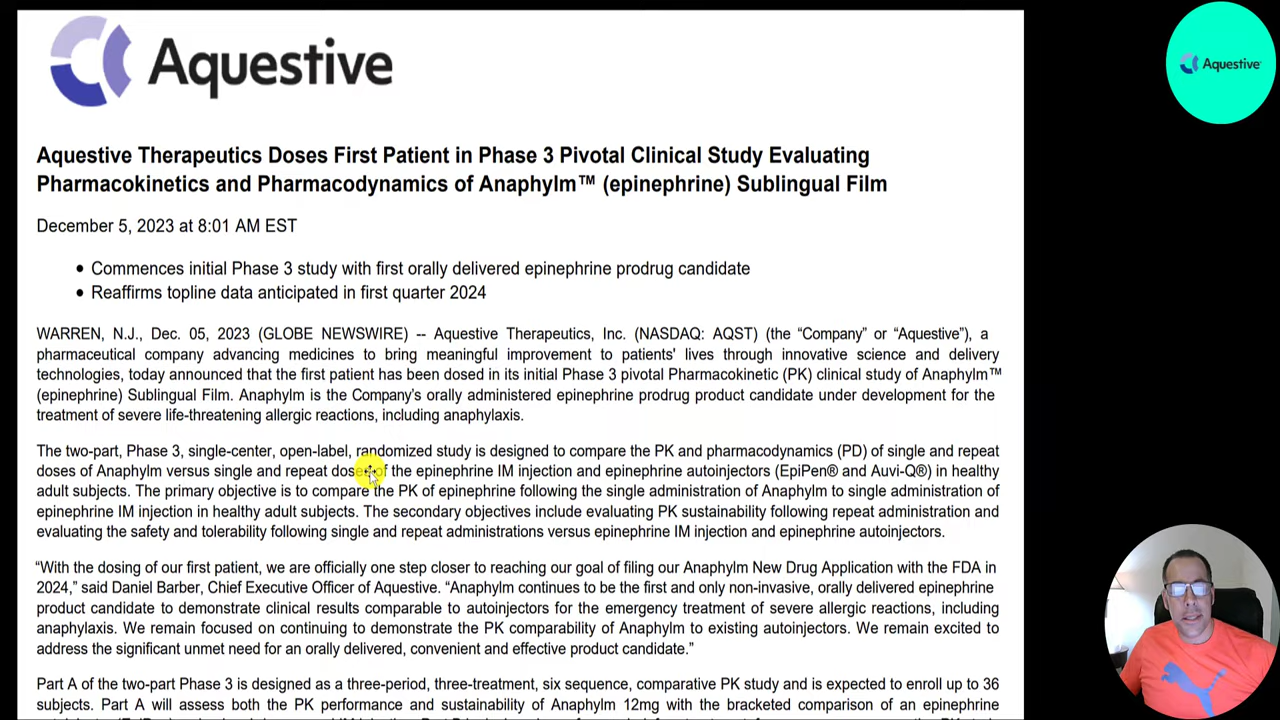 Aquestive
Aquestive
Aquestive Therapeutics Doses First Patient in Phase 3 Pivotal Clinical Study Evaluating
Pharmacokinetics and Pharmacodynamics of Anaphylm™ (epinephrine) Sublingual Film
December 5, 2023 at 8:01 AM EST
• Commences initial Phase 3 study with first orally delivered epinephrine prodrug candidate
• Reaffirms topline data anticipated in first quarter 2024
WARREN, N.J., Dec. 05, 2023 (GLOBE NEWSWIRE) -- Aquestive Therapeutics, Inc. (NASDAQ: AQST) (the “Company” or “Aquestive”), a
pharmaceutical company advancing medicines to bring meaningful improvement to patients' lives through innovative science and delivery
technologies, today announced that the first patient has been dosed in its initial Phase 3 pivotal Pharmacokinetic (PK) clinical study of Anaphylm™
(epinephrine) Sublingual Film. Anaphylm is the Company’s orally administered epinephrine prodrug product candidate under development for the
treatment of severe life-threatening allergic reactions, including anaphylaxis.
The two-part, Phase 3, single-center, open-label, randomized study is designed to compare the PK and pharmacodynamics (PD) of single and repeat
doses of Anaphylm versus single and repeat doses of the epinephrine IM injection and epinephrine autoinjectors (EpiPen® and Auvi-Q®) in healthy
adult subjects. The primary objective is to compare the PK of epinephrine following the single administration of Anaphylm to single administration of
epinephrine IM injection in healthy adult subjects. The secondary objectives include evaluating PK sustainability following repeat administration and
evaluating the safety and tolerability following single and repeat administrations versus epinephrine IM injection and epinephrine autoinjectors.
“With the dosing of our first patient, we are officially one step closer to reaching our goal of filing our Anaphylm New Drug Application with the FDA in
2024,” said Daniel Barber, Chief Executive Officer of Aquestive. “Anaphylm continues to be the first and only non-invasive, orally delivered epinephrine
product candidate to demonstrate clinical results comparable to autoinjectors for the emergency treatment of severe allergic reactions, including
anaphylaxis. We remain focused on continuing to demonstrate the PK comparability of Anaphylm to existing autoinjectors. We remain excited to
address the significant unmet need for an orally delivered, convenient and effective product candidate.”
Part A of the two-part Phase 3 is designed as a three-period, three-treatment, six sequence, comparative PK study and is expected to enroll up to 36
subjects. Part A will assess both the PK performance and sustainability of Anaphylm 12mg with the bracketed comparison of an epinephrine